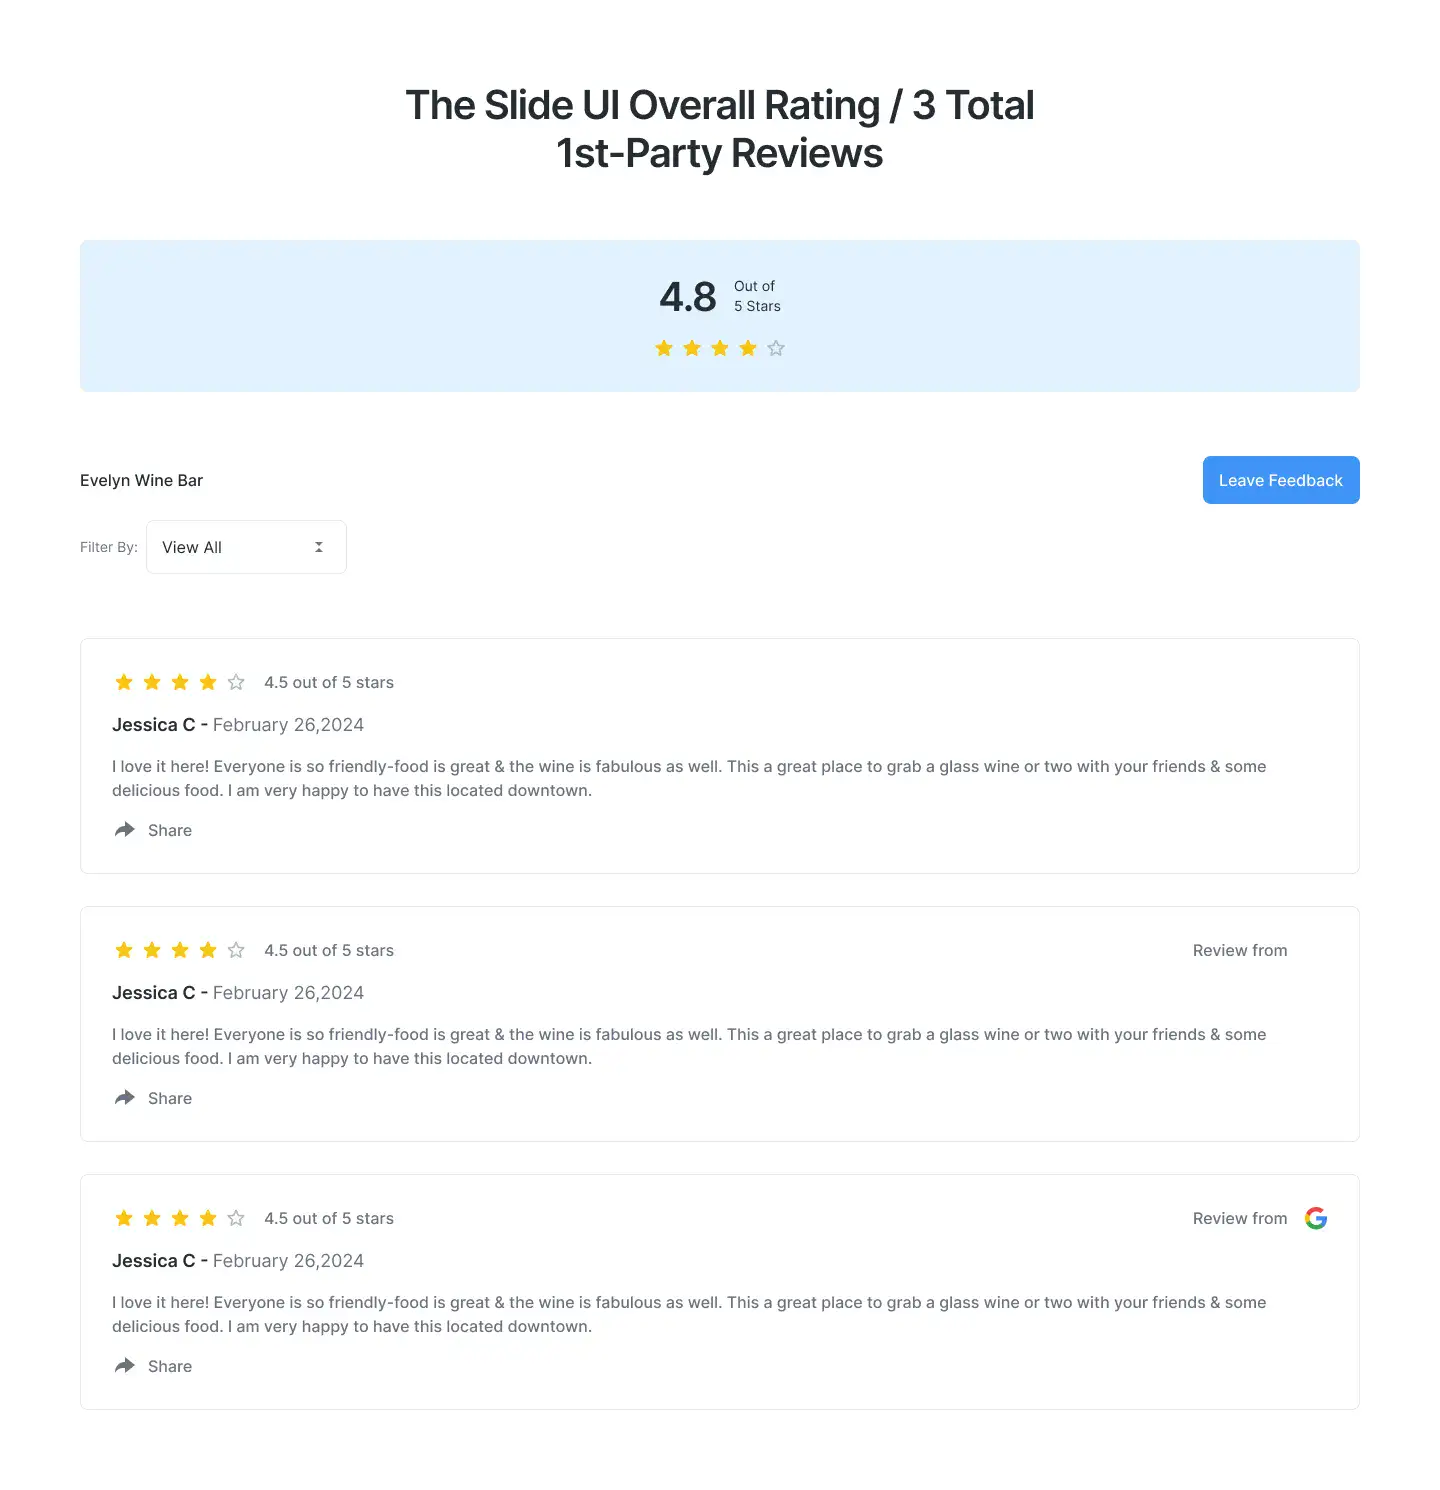 The Slide UI Overall Rating / 3 Total
1st-Party Reviews
4.8
Out of
5 Stars
Evelyn Wine Bar
Leave Feedback
Filter By:
View All
4.5 out of 5 stars
Jessica C - February 26,2024
I love it here! Everyone is so friendly-food is great & the wine is fabulous as well. This a great place to grab a glass wine or two with your friends & some
delicious food. I am very happy to have this located downtown.
Share
4.5 out of 5 stars
Review from
Jessica C - February 26,2024
I love it here! Everyone is so friendly-food is great & the wine is fabulous as well. This a great place to grab a glass wine or two with your friends & some
delicious food. I am very happy to have this located downtown.
Share
4.5 out of 5 stars
Review from
Jessica C - February 26,2024
I love it here! Everyone is so friendly-food is great & the wine is fabulous as well. This a great place to grab a glass wine or two with your friends & some
delicious food. I am very happy to have this located downtown.
Share